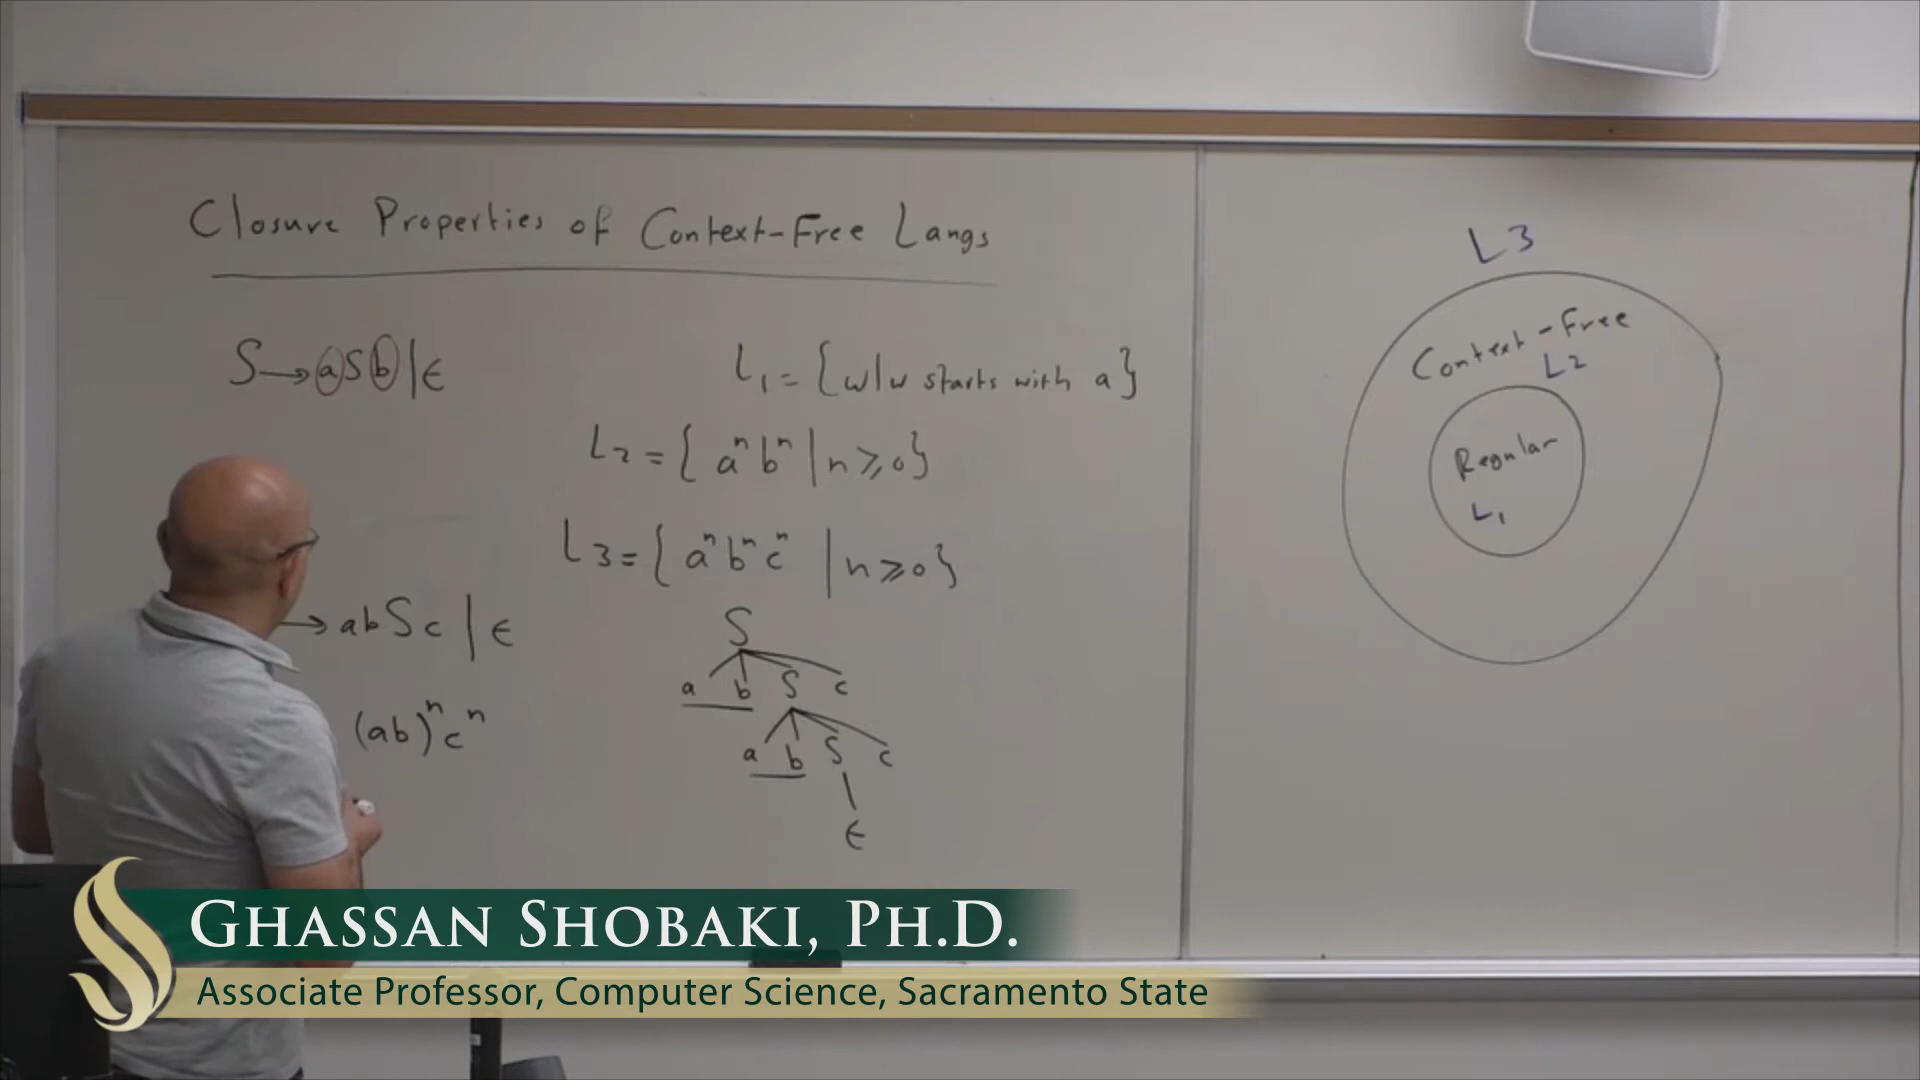 Closure Properties of Context-Free Langs
S→aSb|ϵ
L₁={w|w starts with a}
L₂={aⁿbⁿ|n≥0}
L3={aⁿbⁿcⁿ|n≥0}
→abSc|ϵ
(ab)ⁿcⁿ
S
a b S c
a b S c
ϵ
L3
Context-Free
L2
Regular
L₁
GHASSAN SHOBAKI, PH.D.
Associate Professor, Computer Science, Sacramento State